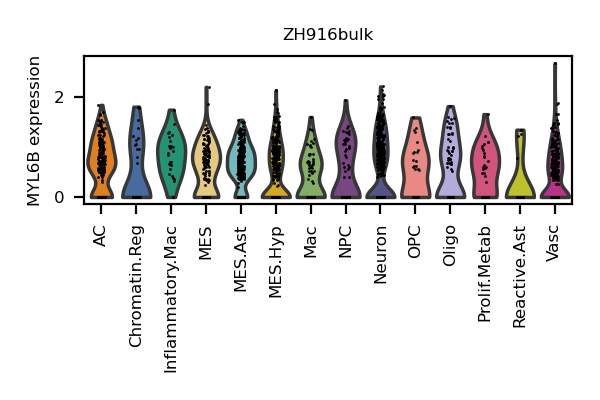 ZH916bulk
MYL6B expression
2
0
AC
Chromatin.Reg
Inflammatory.Mac
MES
MES.Ast
MES.Hyp
Mac
NPC
Neuron
OPC
Oligo
Prolif.Metab
Reactive.Ast
Vasc